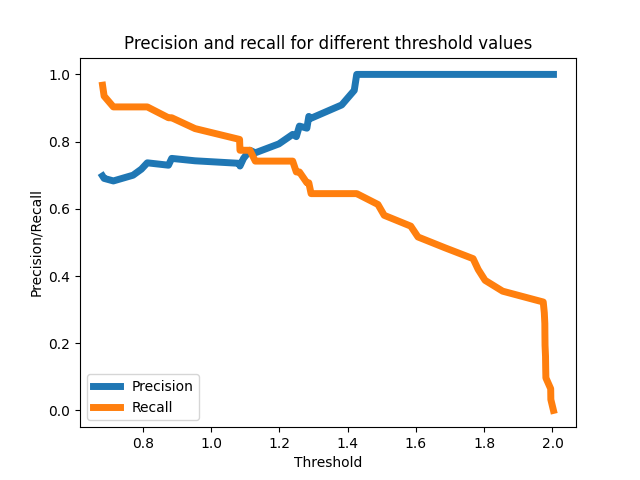 Precision and recall for different threshold values
1.0
0.8
0.6
0.4
0.2
0.0
Precision/Recall
Precision
Recall
0.8 1.0 1.2 1.4 1.6 1.8 2.0
Threshold